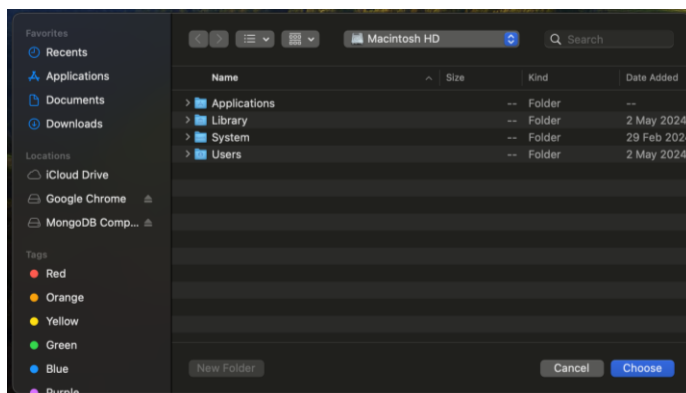 Favorites
Recents
Applications
Documents
Downloads
Locations
iCloud Drive
Google Chrome
MongoDB Comp...
Tags
Red
Orange
Yellow
Green
Blue
Purple
Macintosh HD
Search
Name Size Kind Date Added
Applications -- Folder --
Library -- Folder 2 May 2024
System -- Folder 29 Feb 202
Users -- Folder 2 May 2024
New Folder Cancel Choose